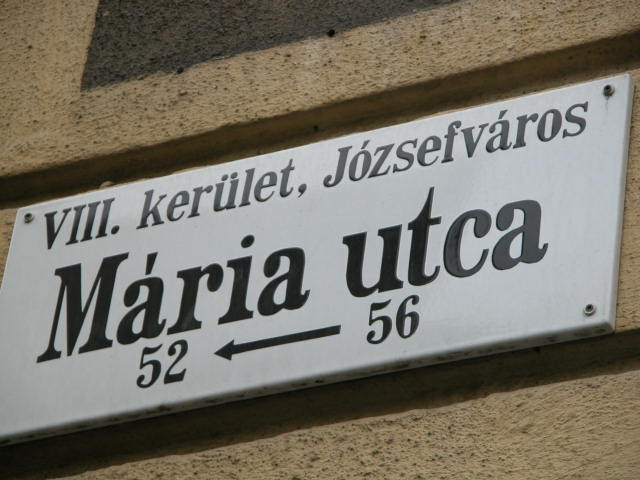 VIII. kerület, Józsefváros
Mária utca
52 ← 56